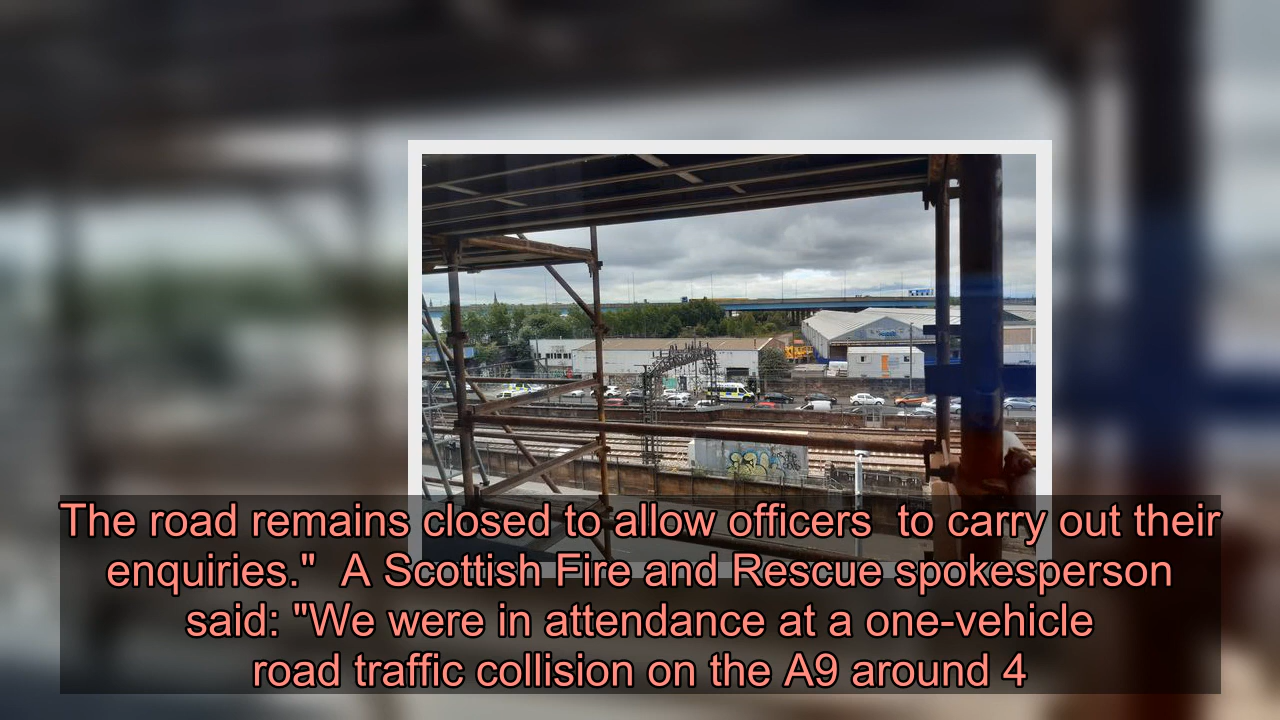 The road remains closed to allow officers  to carry out their
enquiries."  A Scottish Fire and Rescue spokesperson
said: "We were in attendance at a one-vehicle
road traffic collision on the A9 around 4